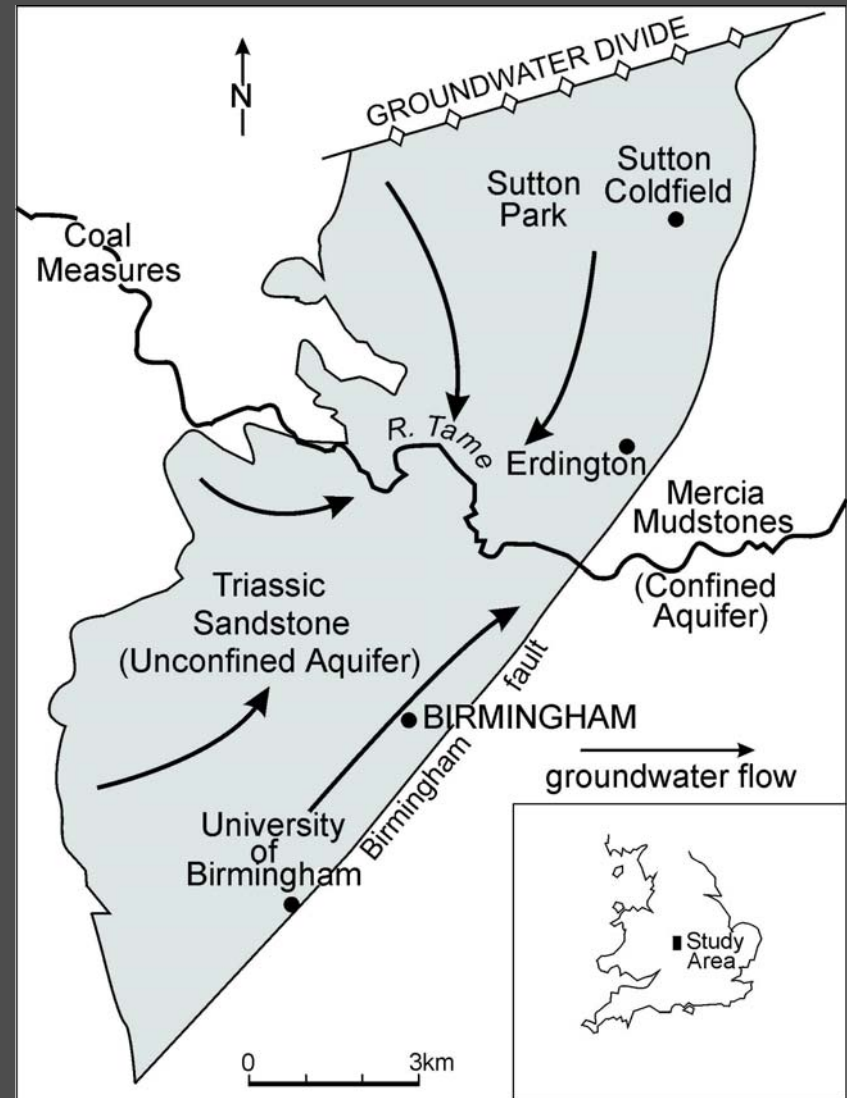 GROUNDWATER DIVIDE
N
Sutton
Park
Sutton
Coldfield
Coal
Measures
R. Tame
Erdington
Mercia
Mudstones
(Confined
Aquifer)
Triassic
Sandstone
(Unconfined Aquifer)
BIRMINGHAM
Birmingham fault
groundwater flow
University
of
Birmingham
Study
Area
0 3km